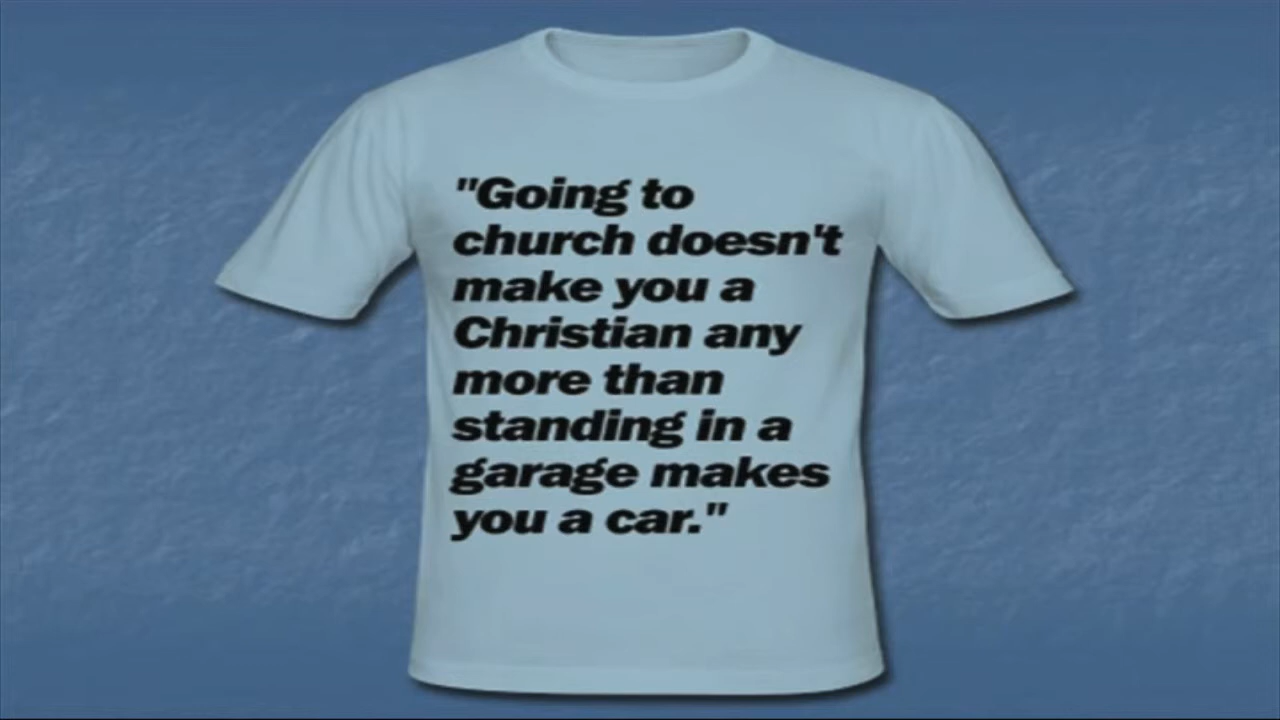 "Going to
church doesn't
make you a
Christian any
more than
standing in a
garage makes
you a car."